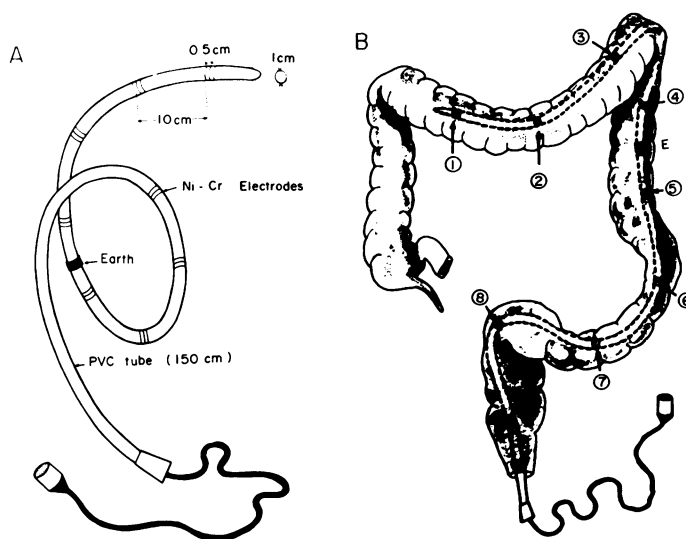 A
0 5cm
1cm
10cm
Ni - Cr Electrodes
Earth
PVC tube (150 cm)
B
③
④
E
①
②
⑤
⑥
⑧
⑦